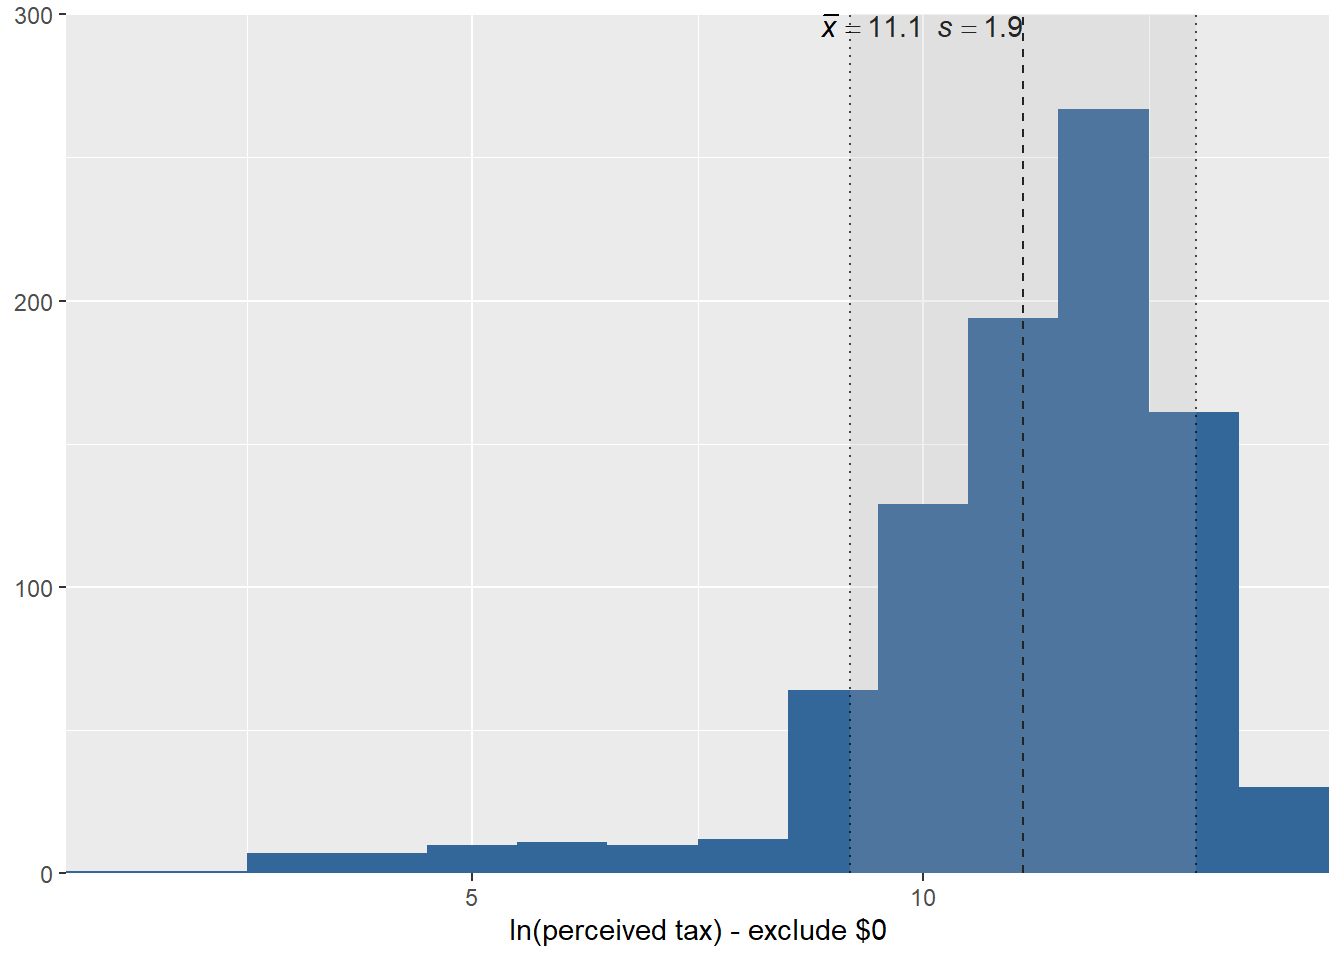 300
x̅ = 11.1 s = 1.9
200
100
0
5 10
ln(perceived tax) - exclude $0